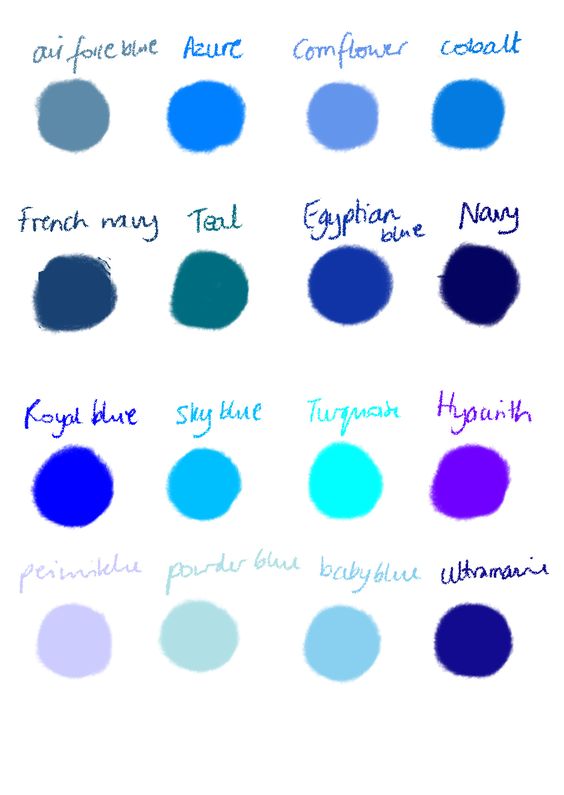 air force blue Azure Cornflower cobalt
French navy Teal Egyptian blue Navy
Royal blue Sky blue Turquoise Hyacinth
periwinkle powder blue baby blue ultramarine